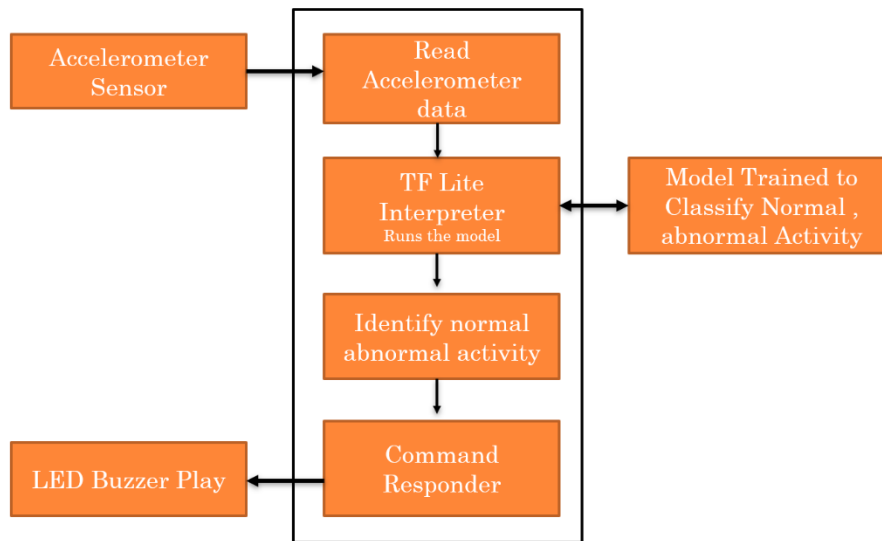 Accelerometer
Sensor
Read
Accelerometer
data
TF Lite
Interpreter
Runs the model
Model Trained to
Classify Normal ,
abnormal Activity
Identify normal
abnormal activity
Command
Responder
LED Buzzer Play